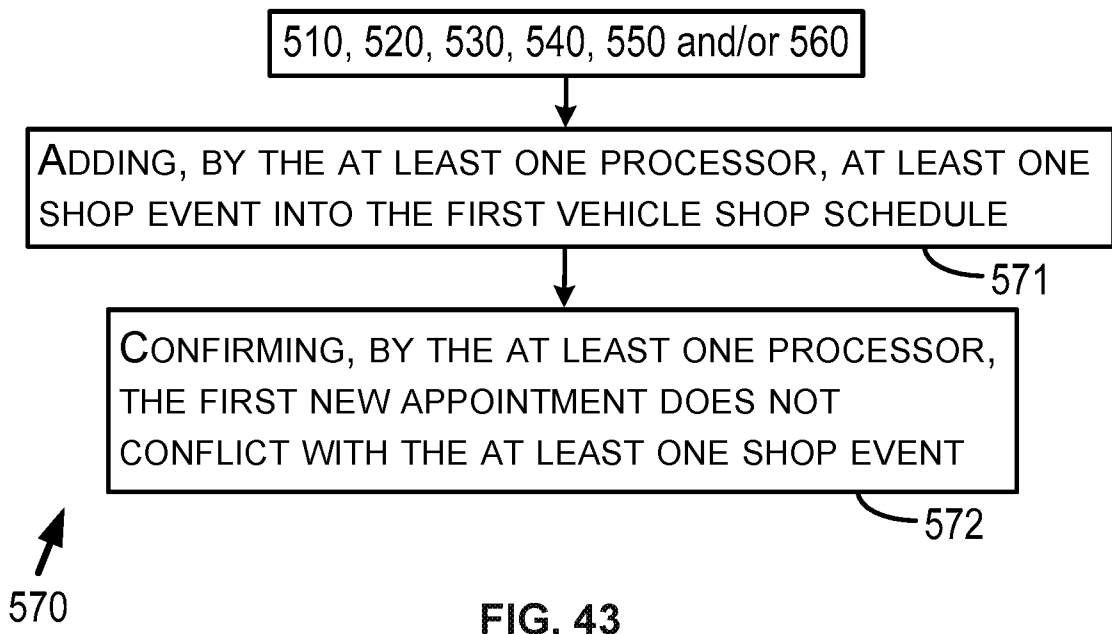 510, 520, 530, 540, 550 and/or 560
ADDING, BY THE AT LEAST ONE PROCESSOR, AT LEAST ONE
SHOP EVENT INTO THE FIRST VEHICLE SHOP SCHEDULE
571
CONFIRMING, BY THE AT LEAST ONE PROCESSOR,
THE FIRST NEW APPOINTMENT DOES NOT
CONFLICT WITH THE AT LEAST ONE SHOP EVENT
572
570
FIG. 43